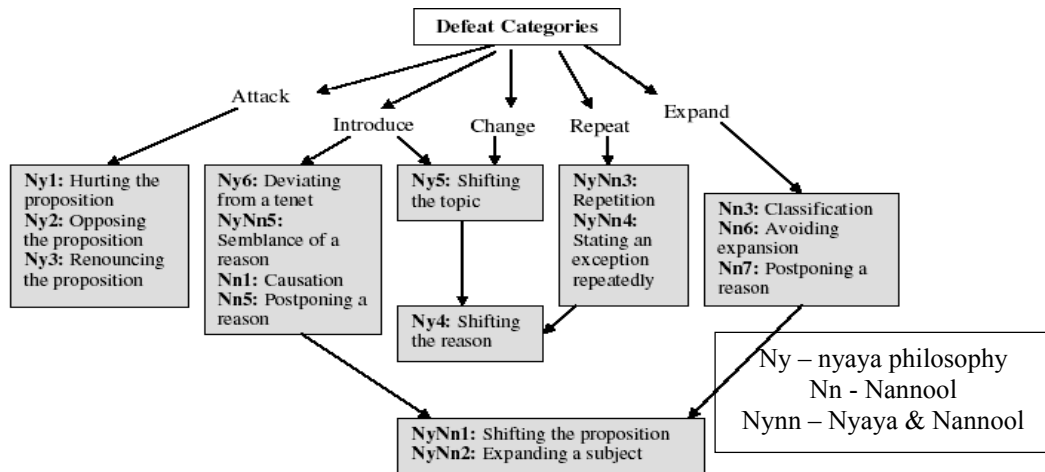 Defeat Categories
Attack
Introduce
Change
Repeat
Expand
Ny1: Hurting the
proposition
Ny2: Opposing
the proposition
Ny3: Renouncing
the proposition
Ny6: Deviating
from a tenet
NyNn5:
Semblance of a
reason
Nn1: Causation
Nn5: Postponing a
reason
Ny5: Shifting
the topic
NyNn3:
Repetition
NyNn4:
Stating an
exception
repeatedly
Nn3: Classification
Nn6: Avoiding
expansion
Nn7: Postponing a
reason
Ny4: Shifting
the reason
Ny – nyaya philosophy
Nn - Nannool
Nynn – Nyaya & Nannool
NyNn1: Shifting the proposition
NyNn2: Expanding a subject